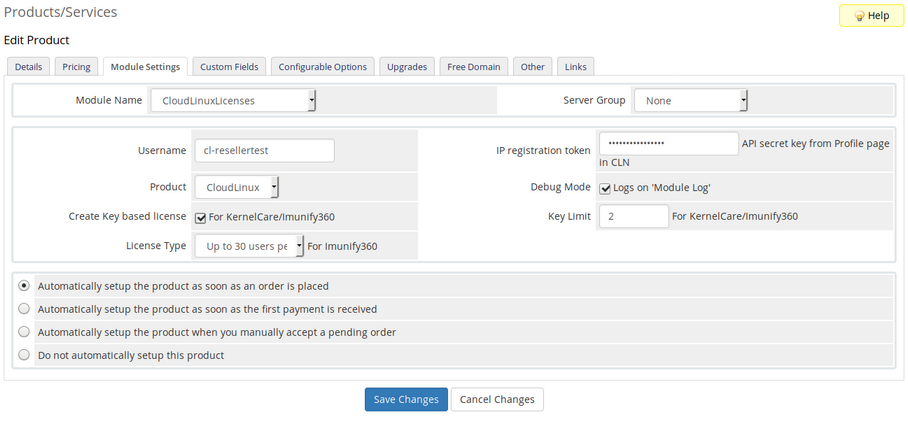 Products/Services
Help
Edit Product
Details Pricing Module Settings Custom Fields Configurable Options Upgrades Free Domain Other Links
Module Name CloudLinuxLicenses Server Group None
Username cl-resellertest IP registration token •••••••••••••••• API secret key from Profile page
in CLN
Product CloudLinux Debug Mode Logs on 'Module Log'
Create Key based license For KernelCare/Imunify360 Key Limit 2 For KernelCare/Imunify360
License Type Up to 30 users pe For Imunify360
Automatically setup the product as soon as an order is placed
Automatically setup the product as soon as the first payment is received
Automatically setup the product when you manually accept a pending order
Do not automatically setup this product
Save Changes Cancel Changes